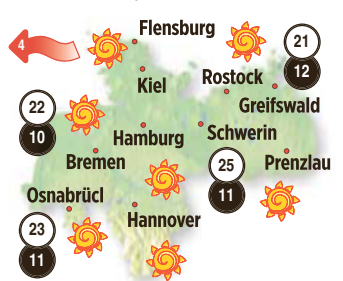 Flensburg
4
21
12
Kiel
Rostock
Greifswald
22
10
Hamburg
Schwerin
Bremen
25
11
Prenzlau
Osnabrücl
Hannover
23
11